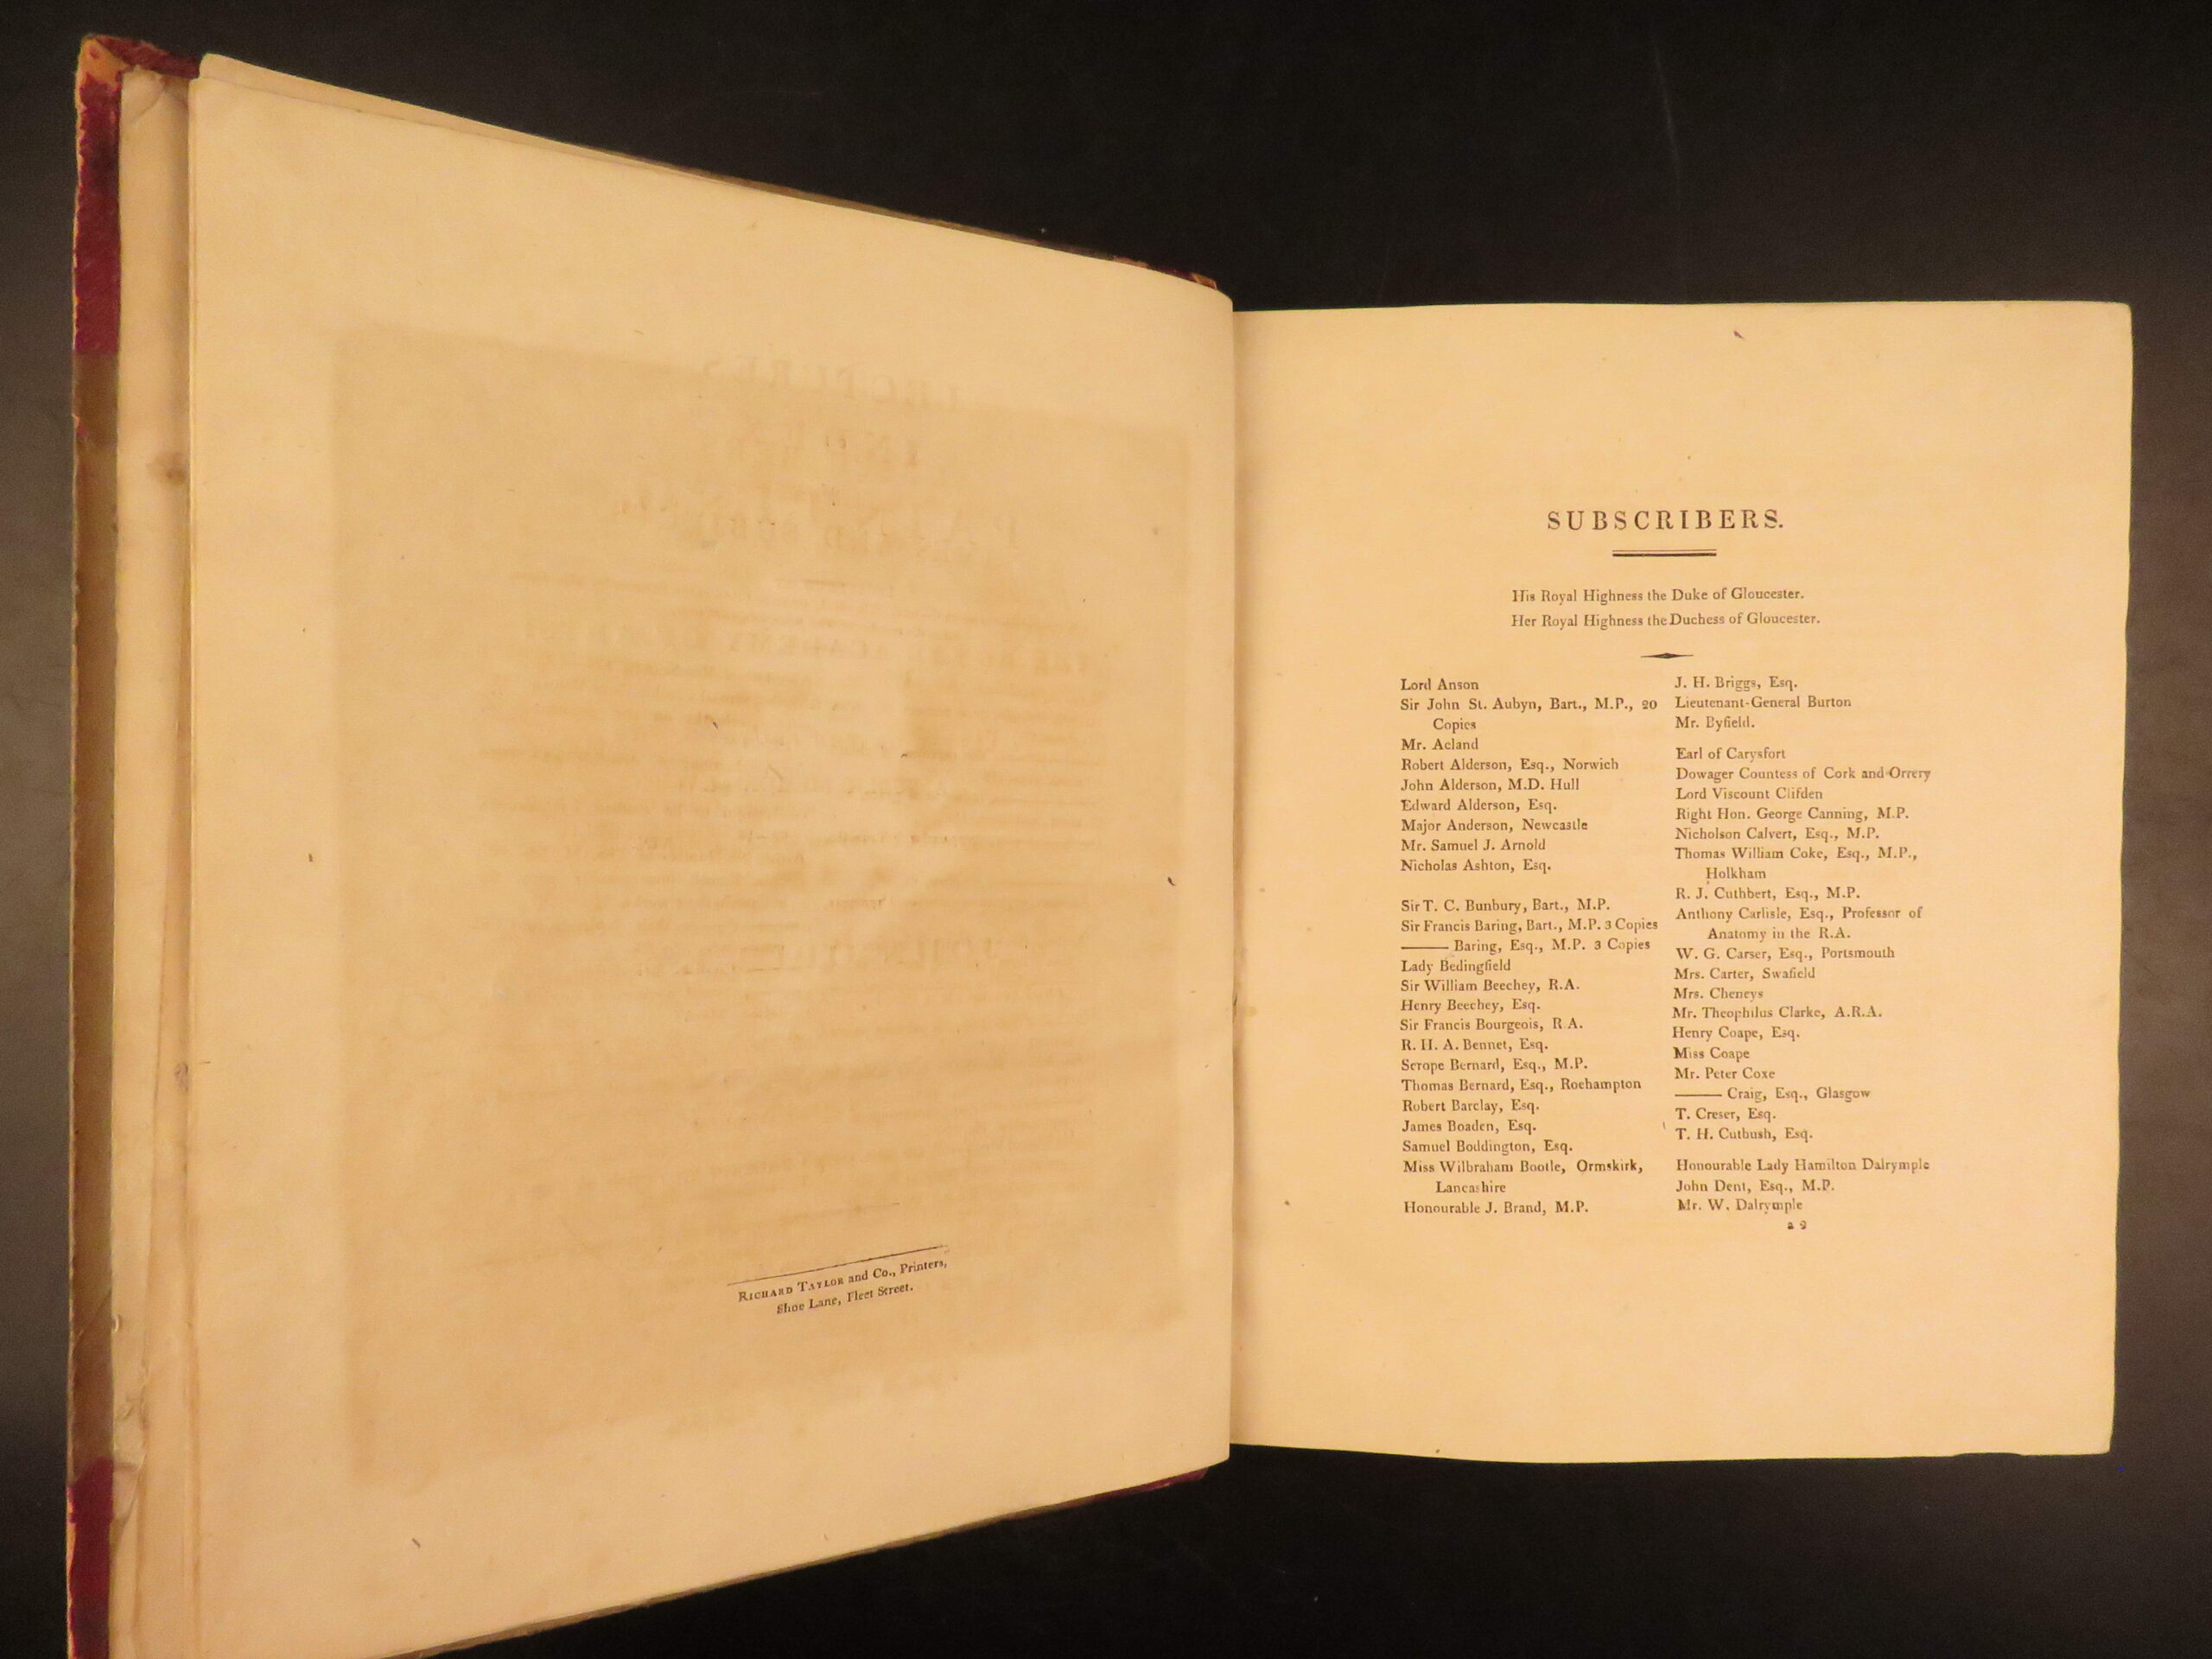 RICHARD TAYLOR and Co., Printers,
Shoe Lane, Fleet Street.
SUBSCRIBERS.
His Royal Highness the Duke of Gloucester.
Her Royal Highness the Duchess of Gloucester.
Lord Anson
Sir John St. Aubyn, Bart., M.P., 20
Copies
Mr. Acland
Robert Alderson, Esq., Norwich
John Alderson, M.D. Hull
Edward Alderson, Esq.
Major Anderson, Newcastle
Mr. Samuel J. Arnold
Nicholas Ashton, Esq.
Sir T. C. Bunbury, Bart., M.P.
Sir Francis Baring, Bart., M.P. 3 Copies
——— Baring, Esq., M.P. 3 Copies
Lady Bedingfield
Sir William Beechey, R.A.
Henry Beechey, Esq.
Sir Francis Bourgeois, R.A.
R. H. A. Bennet, Esq.
Scrope Bernard, Esq., M.P.
Thomas Bernard, Esq., Roehampton
Robert Barclay, Esq.
James Boaden, Esq.
Samuel Boddington, Esq.
Miss Wilbraham Bootle, Ormskirk,
Lancashire
Honourable J. Brand, M.P.
J. H. Briggs, Esq.
Lieutenant-General Burton
Mr. Byfield.
Earl of Carysfort
Dowager Countess of Cork and Orrery
Lord Viscount Clifden
Right Hon. George Canning, M.P.
Nicholson Calvert, Esq., M.P.
Thomas William Coke, Esq., M.P.,
Holkham
R. J. Cuthbert, Esq., M.P.
Anthony Carlisle, Esq., Professor of
Anatomy in the R.A.
W. G. Carser, Esq., Portsmouth
Mrs. Carter, Swafield
Mrs. Cheneys
Mr. Theophilus Clarke, A.R.A.
Henry Coape, Esq.
Miss Coape
Mr. Peter Coxe
——— Craig, Esq., Glasgow
T. Creser, Esq.
T. H. Cutbush, Esq.
Honourable Lady Hamilton Dalrymple
John Dent, Esq., M.P.
Mr. W. Dalrymple
a 2